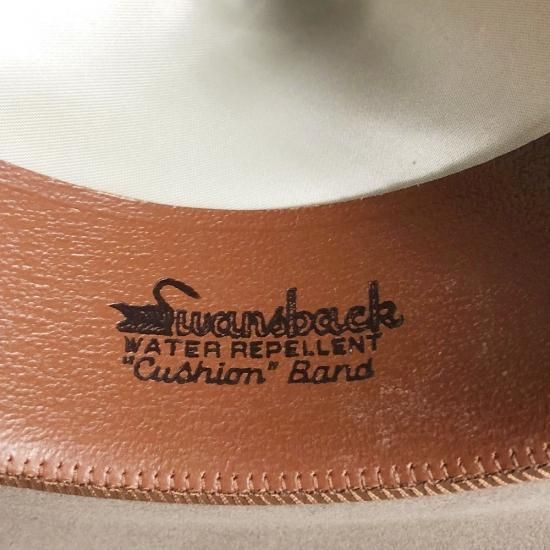 Swansback
WATER REPELLENT
"Cushion" Band